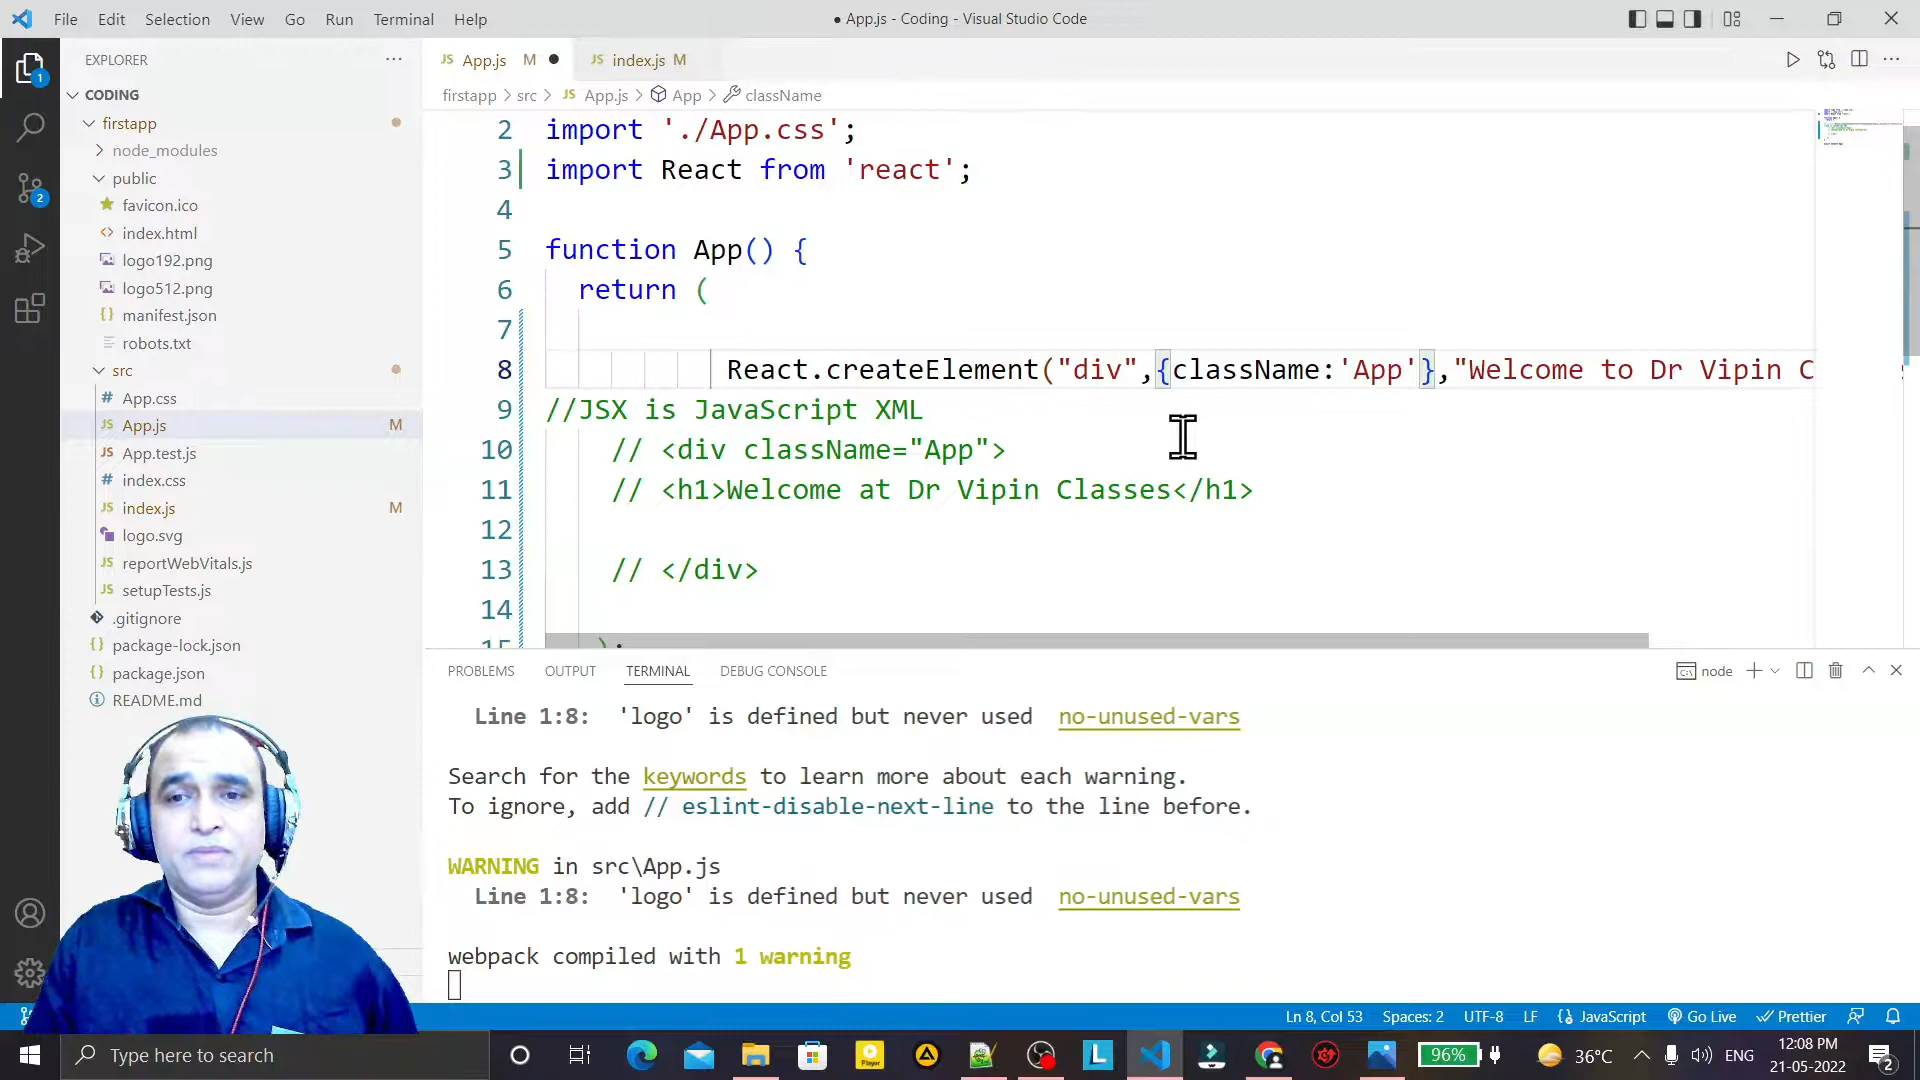 File Edit Selection View Go Run Terminal Help
● App.js - Coding - Visual Studio Code
EXPLORER
CODING
firstapp
node_modules
public
favicon.ico
index.html
logo192.png
logo512.png
manifest.json
robots.txt
src
App.css
App.js M
App.test.js
index.css
index.js M
logo.svg
reportWebVitals.js
setupTests.js
.gitignore
package-lock.json
package.json
README.md
1
2
JS App.js M ●
JS index.js M
firstapp > src > JS App.js > App > className
2 import './App.css';
3 import React from 'react';
4
5 function App() {
6 return (
7
8 React.createElement("div",{className:'App'},"Welcome to Dr Vipin C
9 //JSX is JavaScript XML
10 // <div className="App">
11 // <h1>Welcome at Dr Vipin Classes</h1>
12
13 // </div>
14
15 );
PROBLEMS OUTPUT TERMINAL DEBUG CONSOLE
node
Line 1:8: 'logo' is defined but never used no-unused-vars
Search for the keywords to learn more about each warning.
To ignore, add // eslint-disable-next-line to the line before.
WARNING in src\App.js
Line 1:8: 'logo' is defined but never used no-unused-vars
webpack compiled with 1 warning
Ln 8, Col 53 Spaces: 2 UTF-8 LF {} JavaScript Go Live Prettier
Type here to search
Player
L
96%
36°C
ENG
12:08 PM
21-05-2022
2